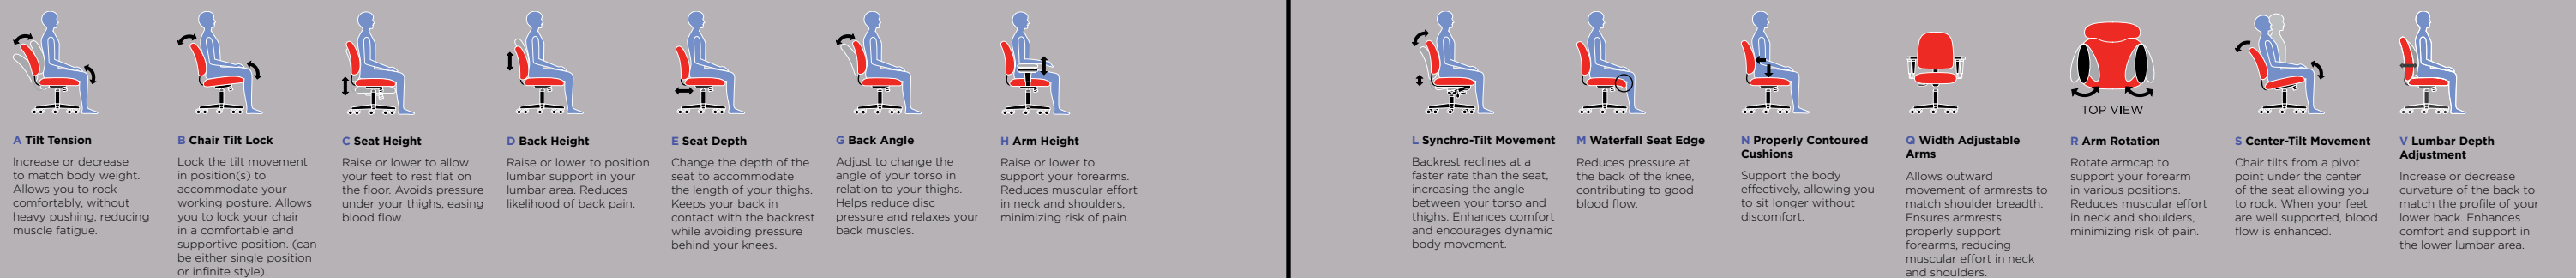 A Tilt Tension
Increase or decrease
to match body weight.
Allows you to rock
comfortably, without
heavy pushing, reducing
muscle fatigue.
B Chair Tilt Lock
Lock the tilt movement
in position(s) to
accommodate your
working posture. Allows
you to lock your chair
in a comfortable and
supportive position. (can
be either single position
or infinite style).
C Seat Height
Raise or lower to allow
your feet to rest flat on
the floor. Avoids pressure
under your thighs, easing
blood flow.
D Back Height
Raise or lower to position
lumbar support in your
lumbar area. Reduces
likelihood of back pain.
E Seat Depth
Change the depth of the
seat to accommodate
the length of your thighs.
Keeps your back in
contact with the backrest
while avoiding pressure
behind your knees.
G Back Angle
Adjust to change the
angle of your torso in
relation to your thighs.
Helps reduce disc
pressure and relaxes your
back muscles.
H Arm Height
Raise or lower to
support your forearms.
Reduces muscular effort
in neck and shoulders,
minimizing risk of pain.
L Synchro-Tilt Movement
Backrest reclines at a
faster rate than the seat,
increasing the angle
between your torso and
thighs. Enhances comfort
and encourages dynamic
body movement.
M Waterfall Seat Edge
Reduces pressure at
the back of the knee,
contributing to good
blood flow.
N Properly Contoured
Cushions
Support the body
effectively, allowing you
to sit longer without
discomfort.
Q Width Adjustable
Arms
Allows outward
movement of armrests to
match shoulder breadth.
Ensures armrests
properly support
forearms, reducing
muscular effort in neck
and shoulders.
TOP VIEW
R Arm Rotation
Rotate armcap to
support your forearm
in various positions.
Reduces muscular effort
in neck and shoulders,
minimizing risk of pain.
S Center-Tilt Movement
Chair tilts from a pivot
point under the center
of the seat allowing you
to rock. When your feet
are well supported, blood
flow is enhanced.
V Lumbar Depth
Adjustment
Increase or decrease
curvature of the back to
match the profile of your
lower back. Enhances
comfort and support in
the lower lumbar area.